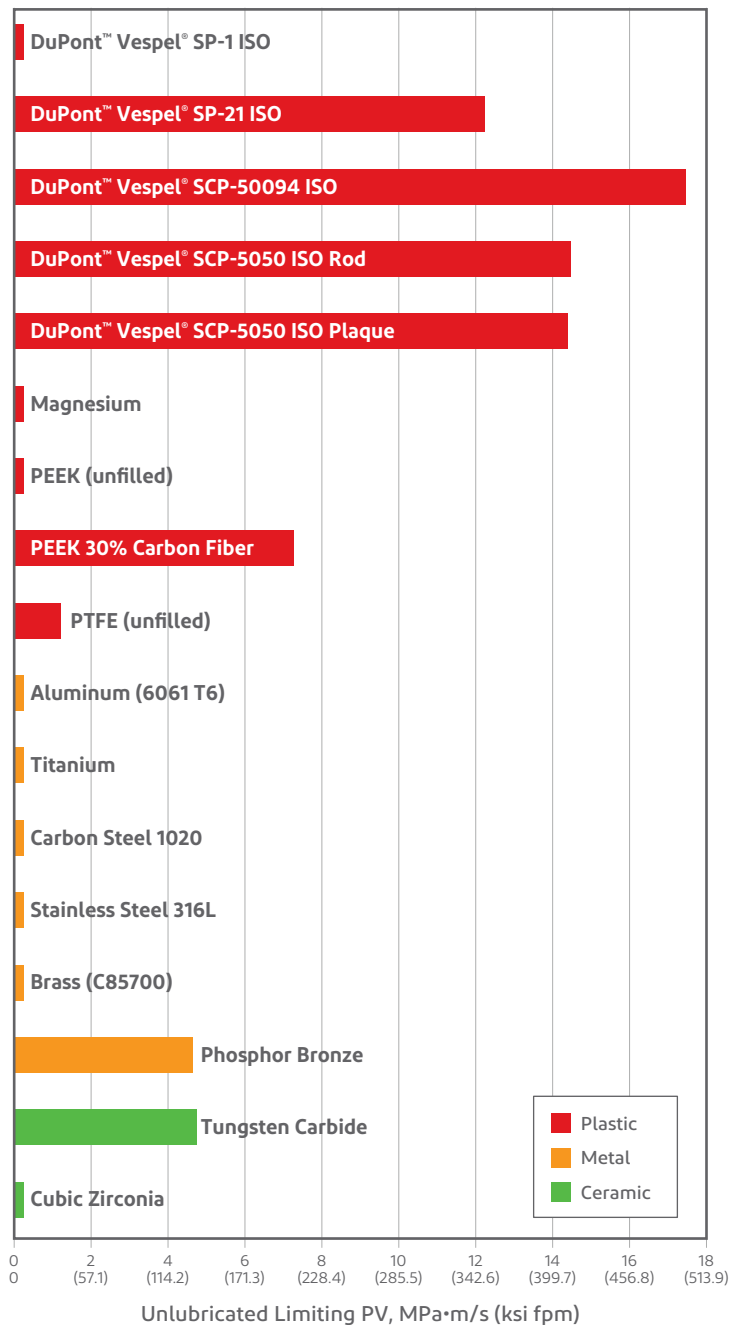 DuPont™ Vespel® SP-1 ISO
DuPont™ Vespel® SP-21 ISO
DuPont™ Vespel® SCP-50094 ISO
DuPont™ Vespel® SCP-5050 ISO Rod
DuPont™ Vespel® SCP-5050 ISO Plaque
Magnesium
PEEK (unfilled)
PEEK 30% Carbon Fiber
PTFE (unfilled)
Aluminum (6061 T6)
Titanium
Carbon Steel 1020
Stainless Steel 316L
Brass (C85700)
Phosphor Bronze
Tungsten Carbide
Cubic Zirconia
Plastic
Metal
Ceramic
0 2 4 6 8 10 12 14 16 18
0 (57.1) (114.2) (171.3) (228.4) (285.5) (342.6) (399.7) (456.8) (513.9)
Unlubricated Limiting PV, MPa•m/s (ksi fpm)